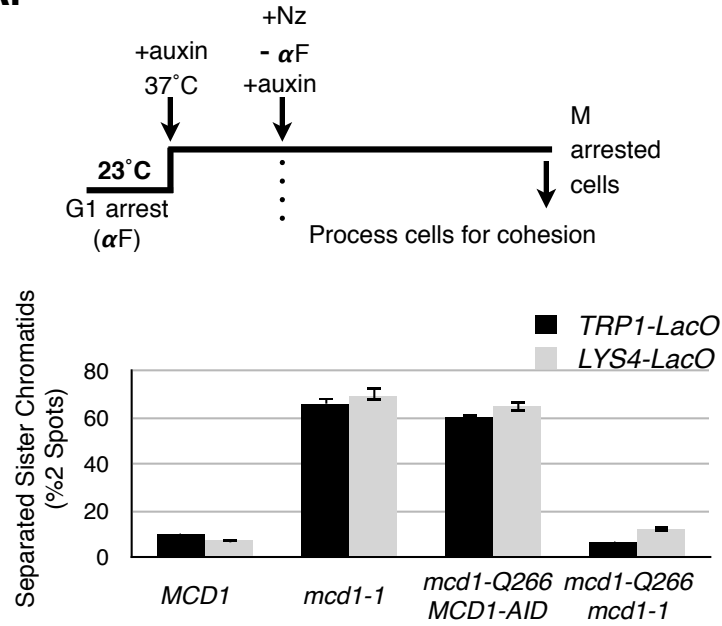 +Nz
+auxin
- αF
37˚C
+auxin
M
arrested
cells
23˚C
G1 arrest
(αF)
Process cells for cohesion
TRP1-LacO
LYS4-LacO
Separated Sister Chromatids
(%2 Spots)
80
60
40
20
0
MCD1
mcd1-1
mcd1-Q266
MCD1-AID
mcd1-Q266
mcd1-1